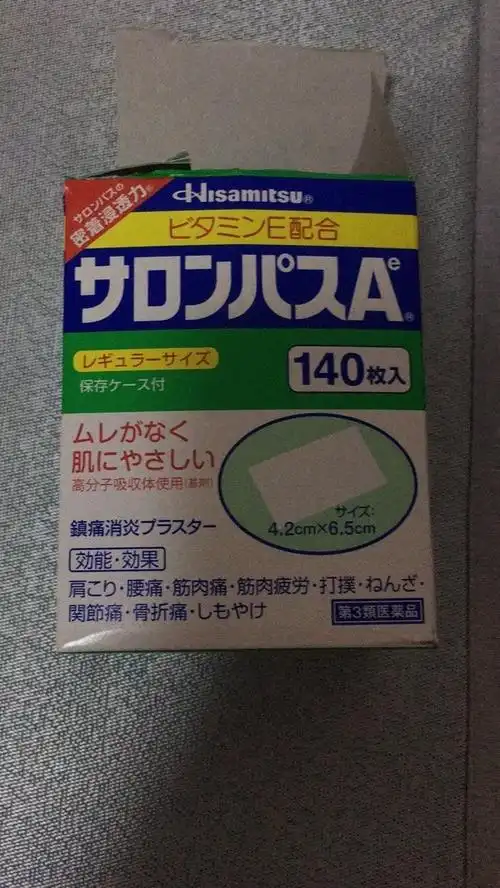 サロンパスの
密着浸透力
Hisamitsu®
ビタミンE配合
サロンパスAe®
レギュラーサイズ
140枚入
保存ケース付
ムレがなく
肌にやさしい
高分子吸収体使用(基剤)
サイズ:
4.2cm×6.5cm
鎮痛消炎プラスター
効能・効果
肩こり・腰痛・筋肉痛・筋肉疲労・打撲・ねんざ・
関節痛・骨折痛・しもやけ
第3類医薬品